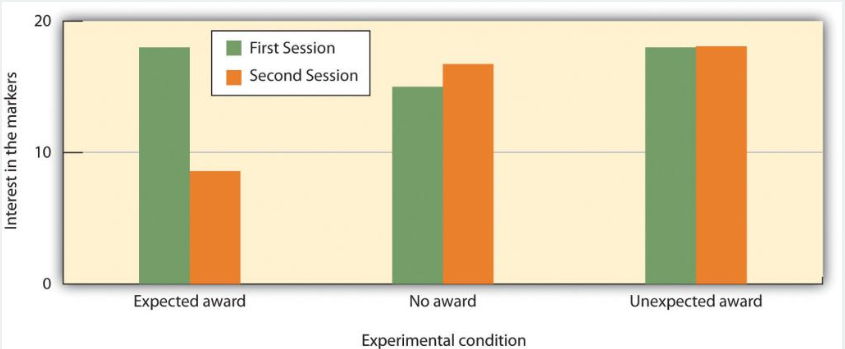 20
First Session
Second Session
Interest in the markers
10
0
Expected award
No award
Unexpected award
Experimental condition